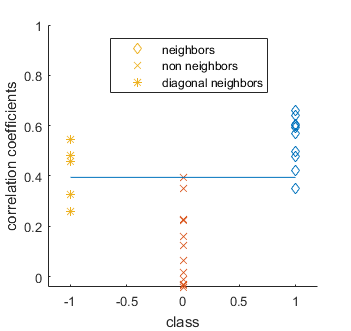 neighbors
non neighbors
diagonal neighbors
correlation coefficients
1
0.8
0.6
0.4
0.2
0
-1
-0.5
0
0.5
1
class